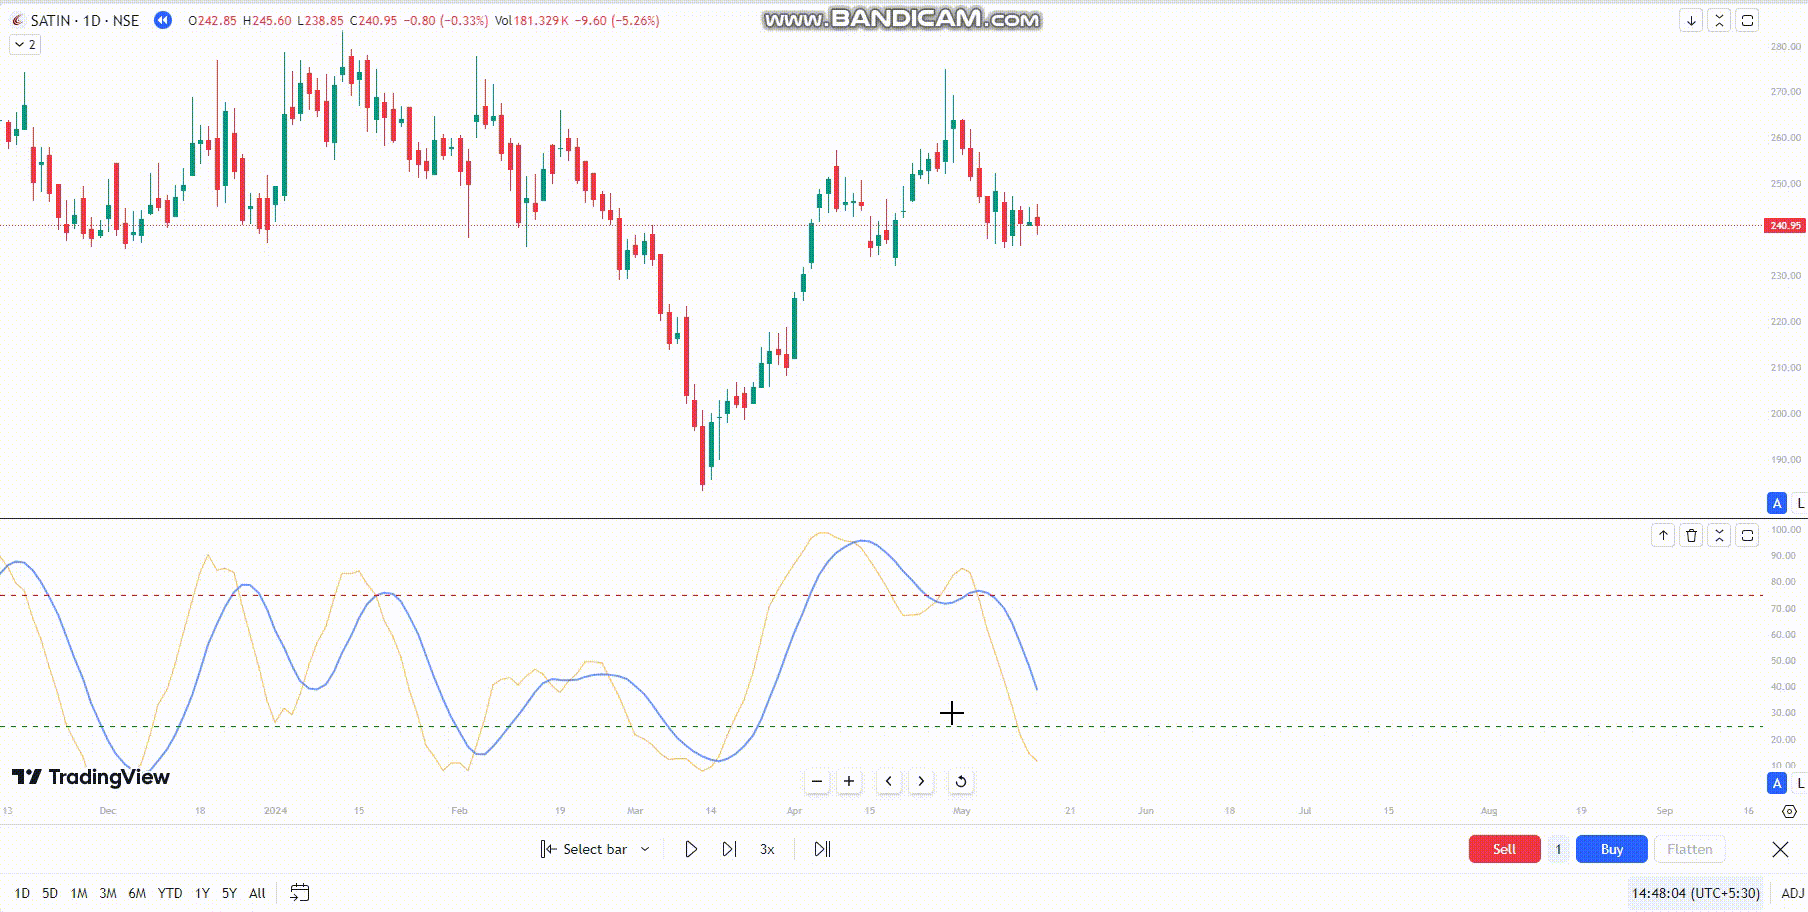 SATIN · 1D · NSE O242.85 H245.60 L238.85 C240.95 −0.80 (−0.33%) Vol181.329K −9.60 (−5.26%)
www.BANDICAM.com
2
280.00
270.00
260.00
250.00
240.95
230.00
220.00
210.00
200.00
190.00
A L
100.00
90.00
80.00
70.00
60.00
50.00
40.00
30.00
20.00
10.00
TradingView
A L
13 Dec 18 2024 15 Feb 19 Mar 14 Apr 15 May 21 Jun 18 Jul 15 Aug 19 Sep 16
Select bar 3x Sell 1 Buy Flatten
1D 5D 1M 3M 6M YTD 1Y 5Y All 14:48:04 (UTC+5:30) ADJ